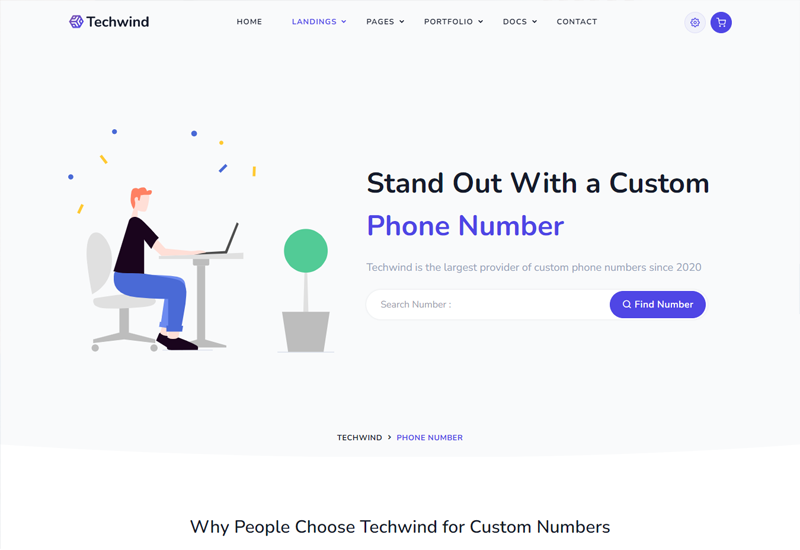 Techwind
HOME LANDINGS PAGES PORTFOLIO DOCS CONTACT
Stand Out With a Custom
Phone Number
Techwind is the largest provider of custom phone numbers since 2020
Search Number :
Find Number
TECHWIND > PHONE NUMBER
Why People Choose Techwind for Custom Numbers